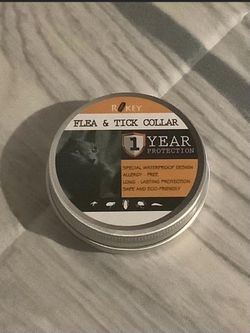 ROKEY
FLEA & TICK COLLAR
1 YEAR
PROTECTION
SPECIAL WATERPROOF DESIGN
ALLERGY - FREE
LONG - LASTING PROTECTION
SAFE AND ECO-FRIENDLY